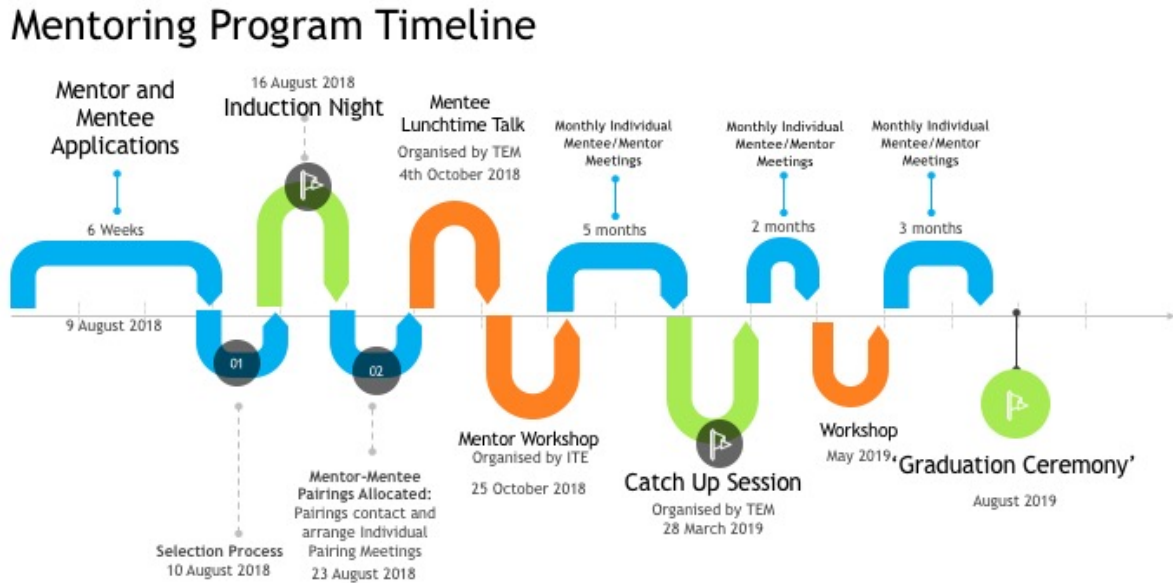 Mentoring Program Timeline
Mentor and
Mentee
Applications
6 Weeks
9 August 2018
01
Selection Process
10 August 2018
16 August 2018
Induction Night
02
Mentor-Mentee
Pairings Allocated:
Pairings contact and
arrange Individual
Pairing Meetings
23 August 2018
Mentee
Lunchtime Talk
Organised by TEM
4th October 2018
Mentor Workshop
Organised by ITE
25 October 2018
Monthly Individual
Mentee/Mentor
Meetings
5 months
Catch Up Session
Organised by TEM
28 March 2019
Monthly Individual
Mentee/Mentor
Meetings
2 months
Workshop
May 2019
Monthly Individual
Mentee/Mentor
Meetings
3 months
‘Graduation Ceremony’
August 2019